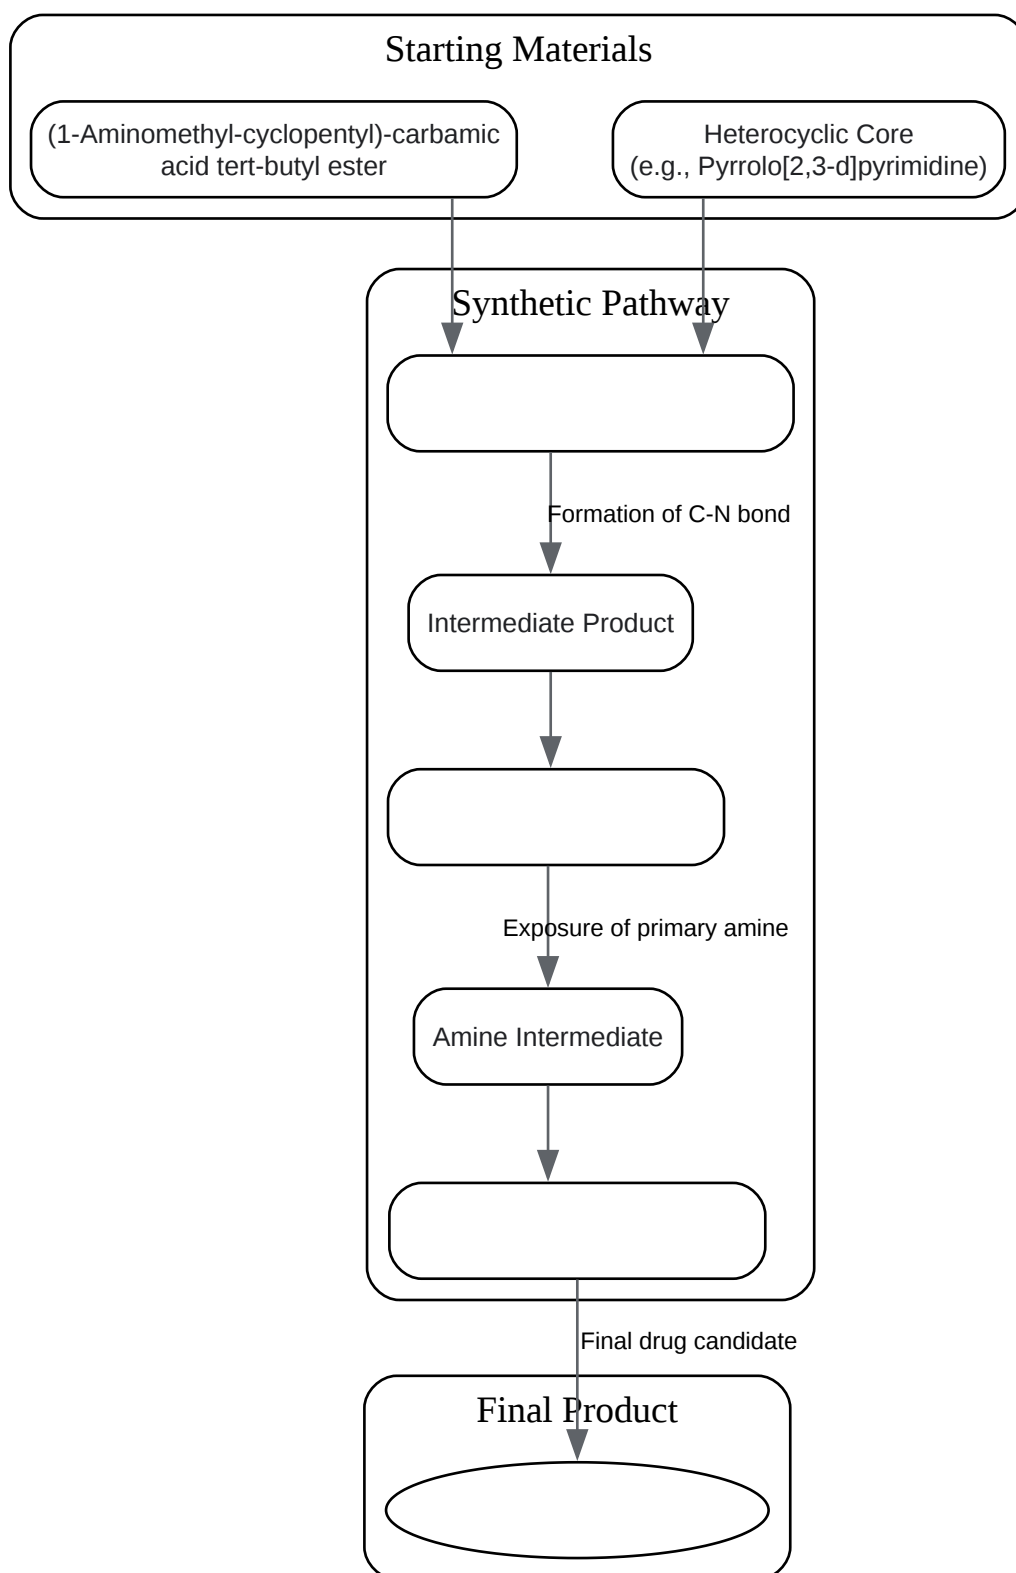 Starting Materials
(1-Aminomethyl-cyclopentyl)-carbamic
acid tert-butyl ester
Heterocyclic Core
(e.g., Pyrrolo[2,3-d]pyrimidine)
Synthetic Pathway
Formation of C-N bond
Intermediate Product
Exposure of primary amine
Amine Intermediate
Final drug candidate
Final Product